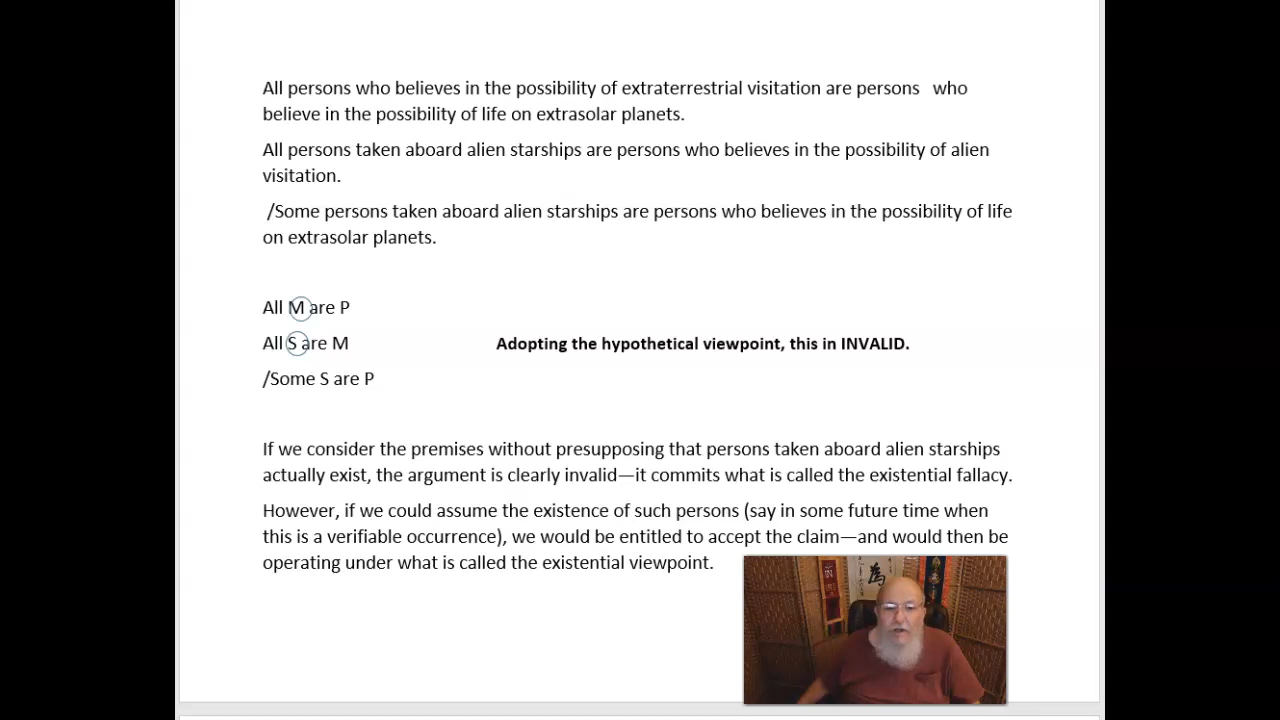 All persons who believes in the possibility of extraterrestrial visitation are persons who
believe in the possibility of life on extrasolar planets.
All persons taken aboard alien starships are persons who believes in the possibility of alien
visitation.
/Some persons taken aboard alien starships are persons who believes in the possibility of life
on extrasolar planets.
All M are P
All S are M
Adopting the hypothetical viewpoint, this in INVALID.
/Some S are P
If we consider the premises without presupposing that persons taken aboard alien starships
actually exist, the argument is clearly invalid—it commits what is called the existential fallacy.
However, if we could assume the existence of such persons (say in some future time when
this is a verifiable occurrence), we would be entitled to accept the claim—and would then be
operating under what is called the existential viewpoint.
為